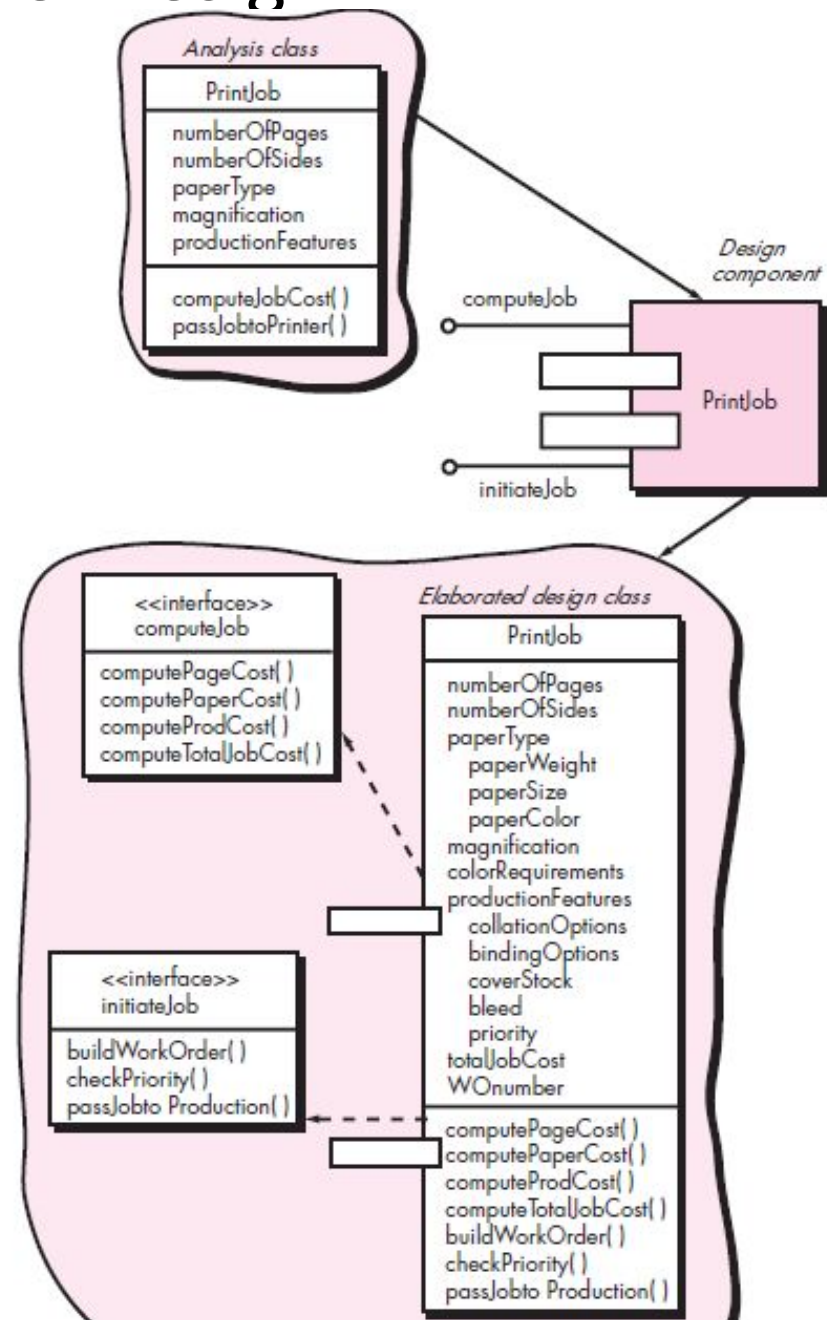 Analysis class
PrintJob
numberOfPages
numberOfSides
paperType
magnification
productionFeatures
computeJobCost( )
passJobtoPrinter( )
Design
component
computeJob
PrintJob
initiateJob
<<interface>>
computeJob
computePageCost( )
computePaperCost( )
computeProdCost( )
computeTotalJobCost( )
Elaborated design class
PrintJob
numberOfPages
numberOfSides
paperType
paperWeight
paperSize
paperColor
magnification
colorRequirements
productionFeatures
collationOptions
bindingOptions
coverStock
bleed
priority
totalJobCost
WOnumber
computePageCost( )
computePaperCost( )
computeProdCost( )
computeTotalJobCost( )
buildWorkOrder( )
checkPriority( )
passJobto Production( )
<<interface>>
initiateJob
buildWorkOrder( )
checkPriority( )
passJobto Production( )